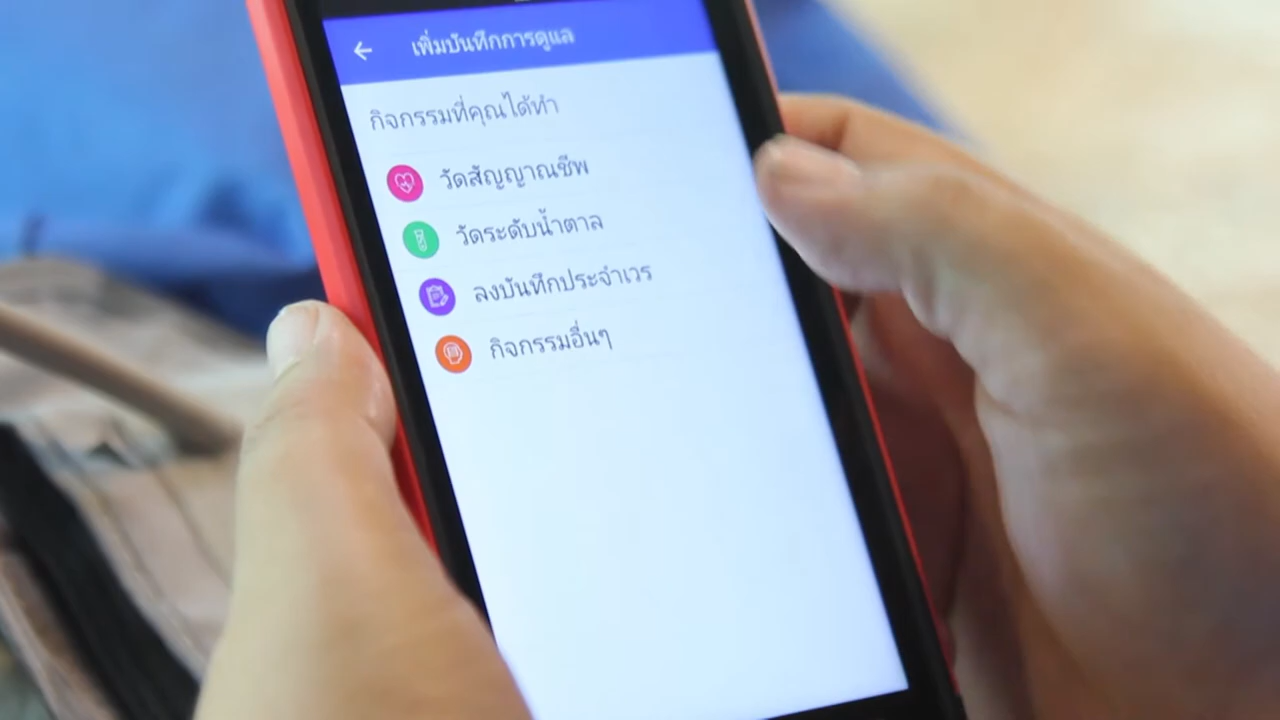 เพิ่มบันทึกการดูแล
กิจกรรมที่คุณได้ทำ
วัดสัญญาณชีพ
วัดระดับน้ำตาล
ลงบันทึกประจำเวร
กิจกรรมอื่นๆ